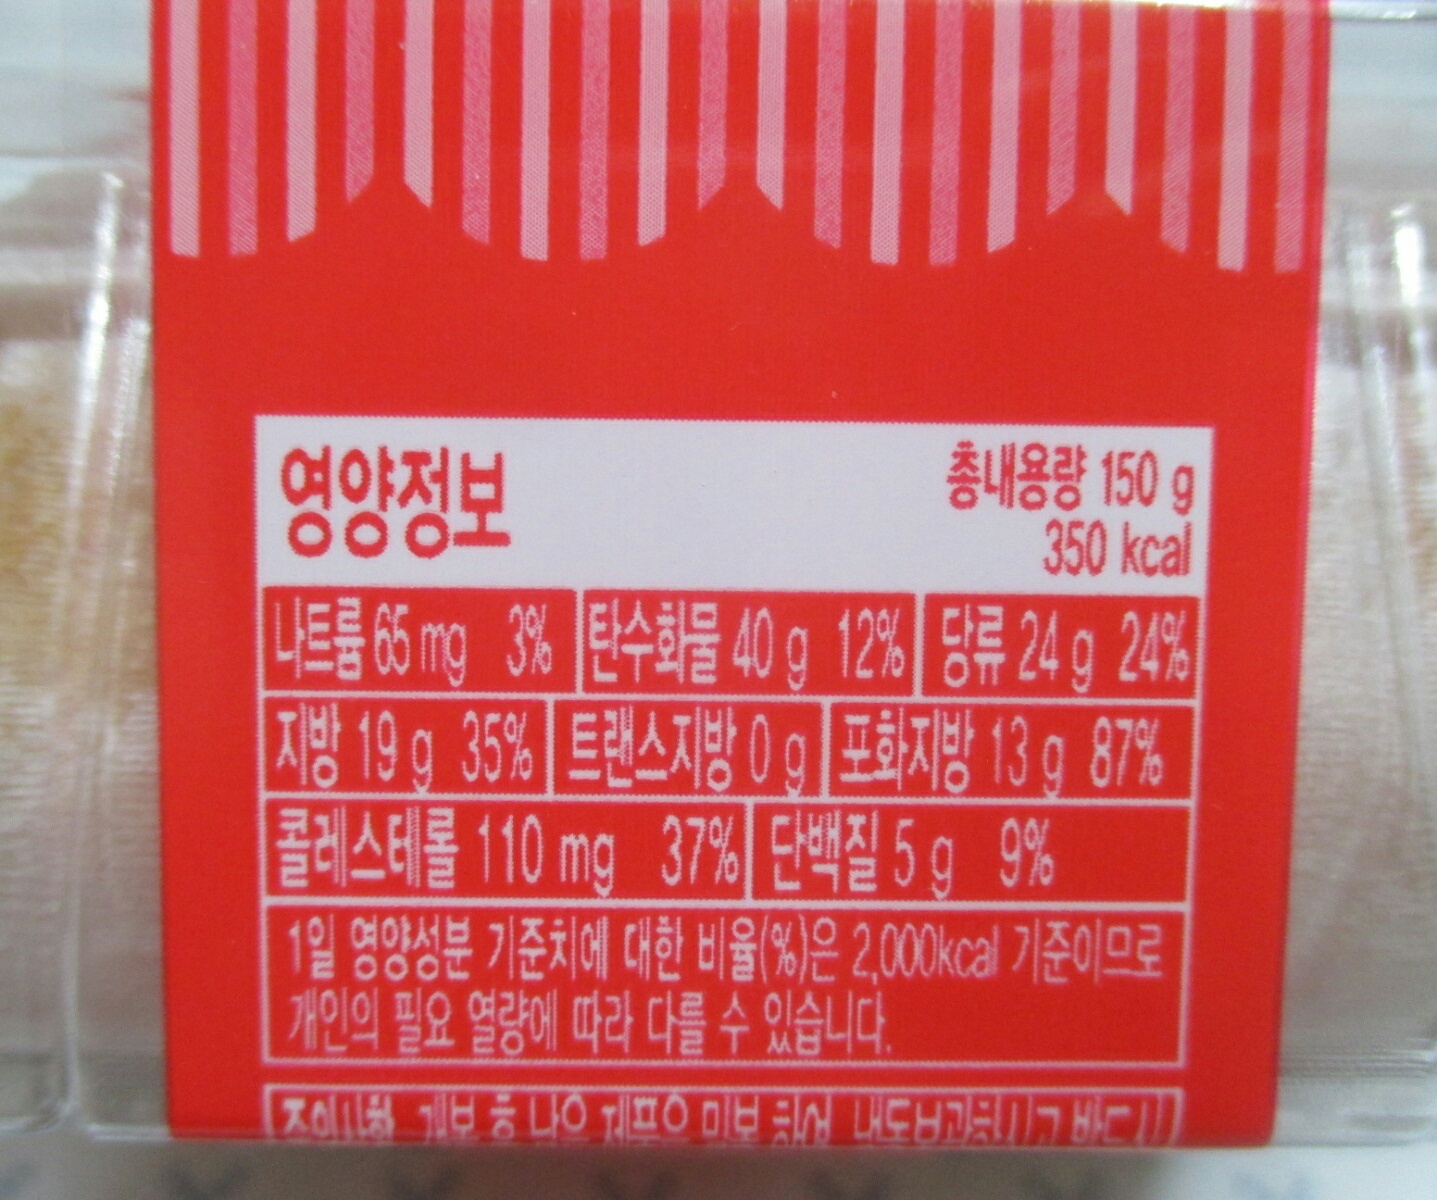 영양정보
총내용량 150 g
350 kcal
나트륨 65 mg 3% 탄수화물 40 g 12% 당류 24 g 24%
지방 19 g 35% 트랜스지방 0 g 포화지방 13 g 87%
콜레스테롤 110 mg 37% 단백질 5 g 9%
1일 영양성분 기준치에 대한 비율(%)은 2,000kcal 기준이므로
개인의 필요 열량에 따라 다를 수 있습니다.